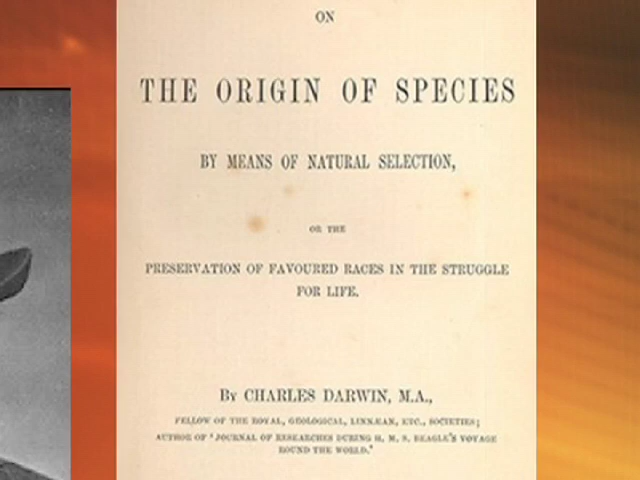 ON
THE ORIGIN OF SPECIES
BY MEANS OF NATURAL SELECTION,
OR THE
PRESERVATION OF FAVOURED RACES IN THE STRUGGLE
FOR LIFE.
BY CHARLES DARWIN, M.A.,
FELLOW OF THE ROYAL, GEOLOGICAL, LINNÆAN, ETC., SOCIETIES;
AUTHOR OF 'JOURNAL OF RESEARCHES DURING H. M. S. BEAGLE'S VOYAGE
ROUND THE WORLD.'